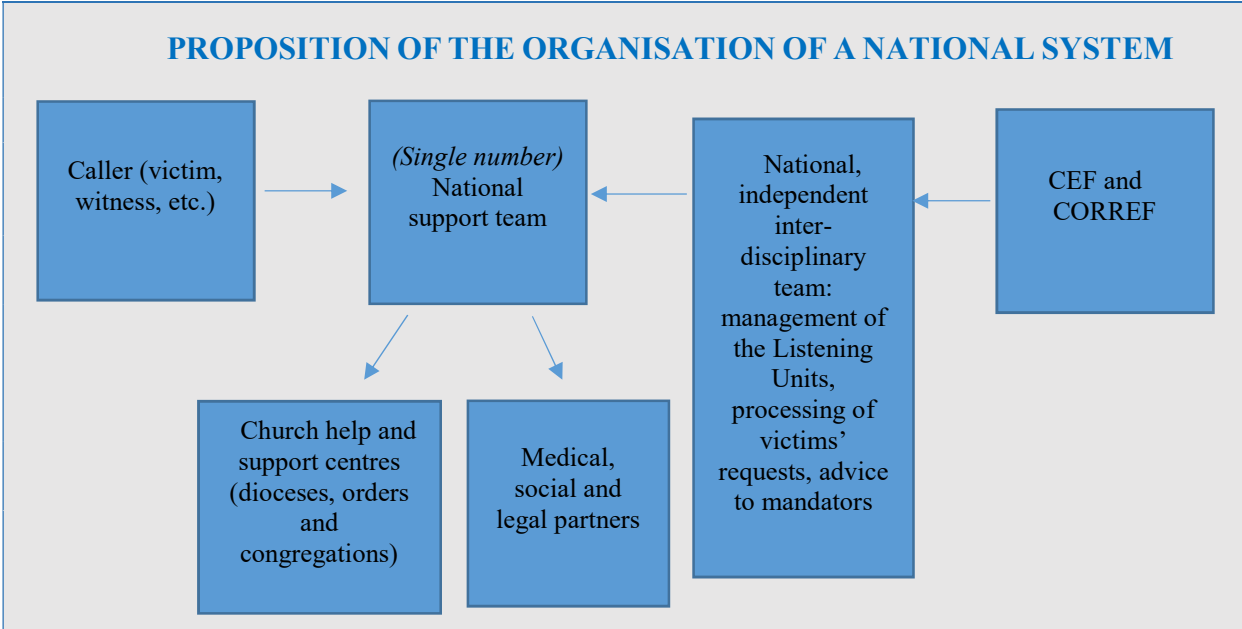 PROPOSITION OF THE ORGANISATION OF A NATIONAL SYSTEM
Caller (victim,
witness, etc.)
(Single number)
National
support team
National,
independent
inter-
disciplinary
team:
management of
the Listening
Units,
processing of
victims’
requests, advice
to mandators
CEF and
CORREF
Church help and
support centres
(dioceses, orders
and
congregations)
Medical,
social and
legal partners